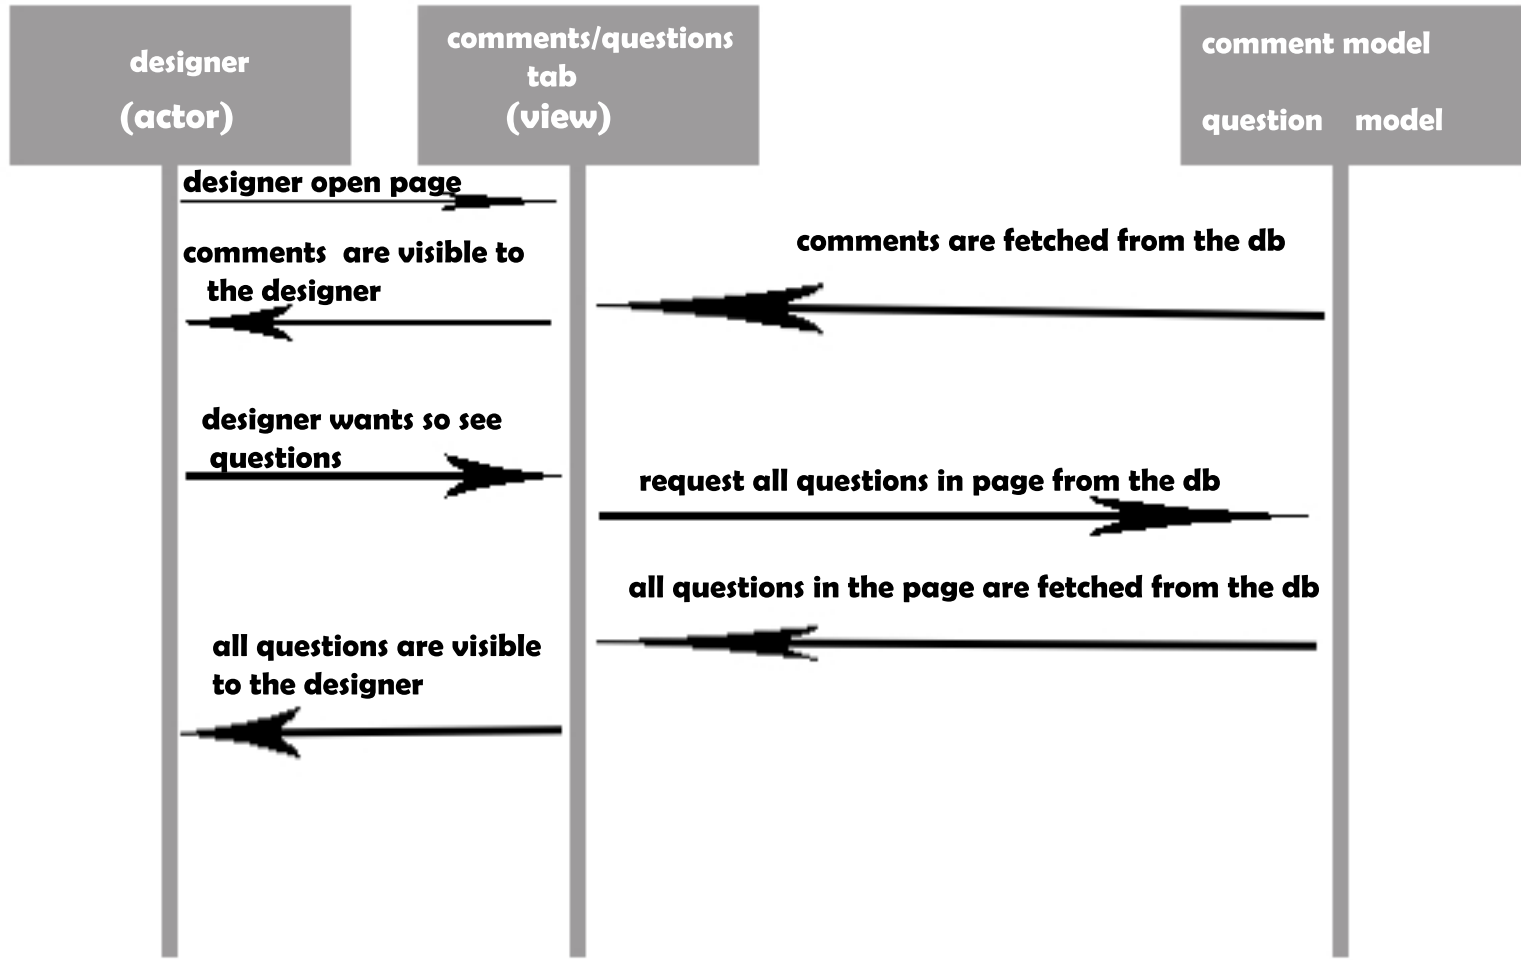 designer
(actor)
comments/questions
tab
(view)
comment model
question model
designer open page
comments are visible to
the designer
comments are fetched from the db
designer wants so see
questions
request all questions in page from the db
all questions in the page are fetched from the db
all questions are visible
to the designer